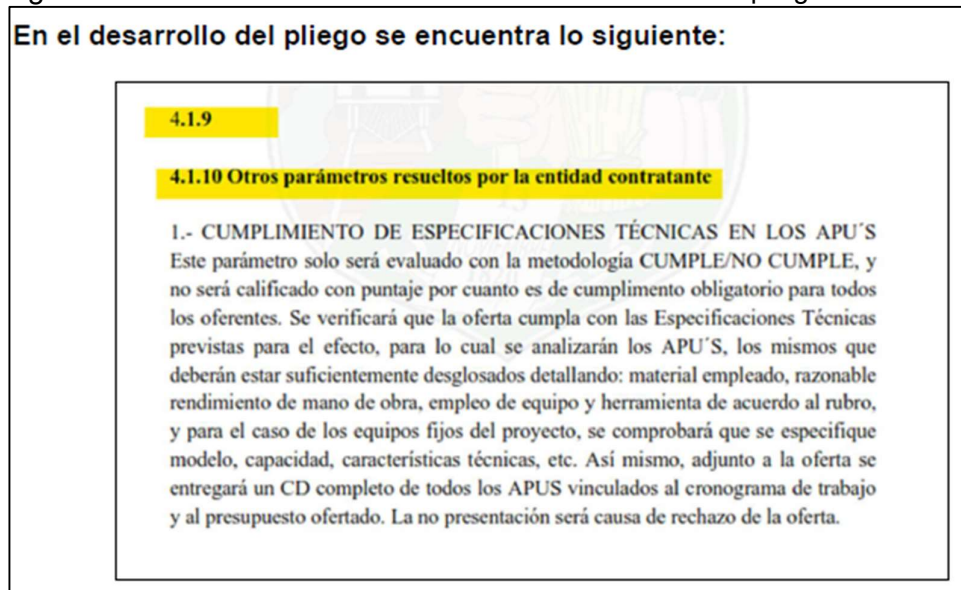 En el desarrollo del pliego se encuentra lo siguiente:
4.1.9
4.1.10 Otros parámetros resueltos por la entidad contratante
1.- CUMPLIMIENTO DE ESPECIFICACIONES TÉCNICAS EN LOS APU´S
Este parámetro solo será evaluado con la metodología CUMPLE/NO CUMPLE, y
no será calificado con puntaje por cuanto es de cumplimento obligatorio para todos
los oferentes. Se verificará que la oferta cumpla con las Especificaciones Técnicas
previstas para el efecto, para lo cual se analizarán los APU´S, los mismos que
deberán estar suficientemente desglosados detallando: material empleado, razonable
rendimiento de mano de obra, empleo de equipo y herramienta de acuerdo al rubro,
y para el caso de los equipos fijos del proyecto, se comprobará que se especifique
modelo, capacidad, características técnicas, etc. Así mismo, adjunto a la oferta se
entregará un CD completo de todos los APUS vinculados al cronograma de trabajo
y al presupuesto ofertado. La no presentación será causa de rechazo de la oferta.